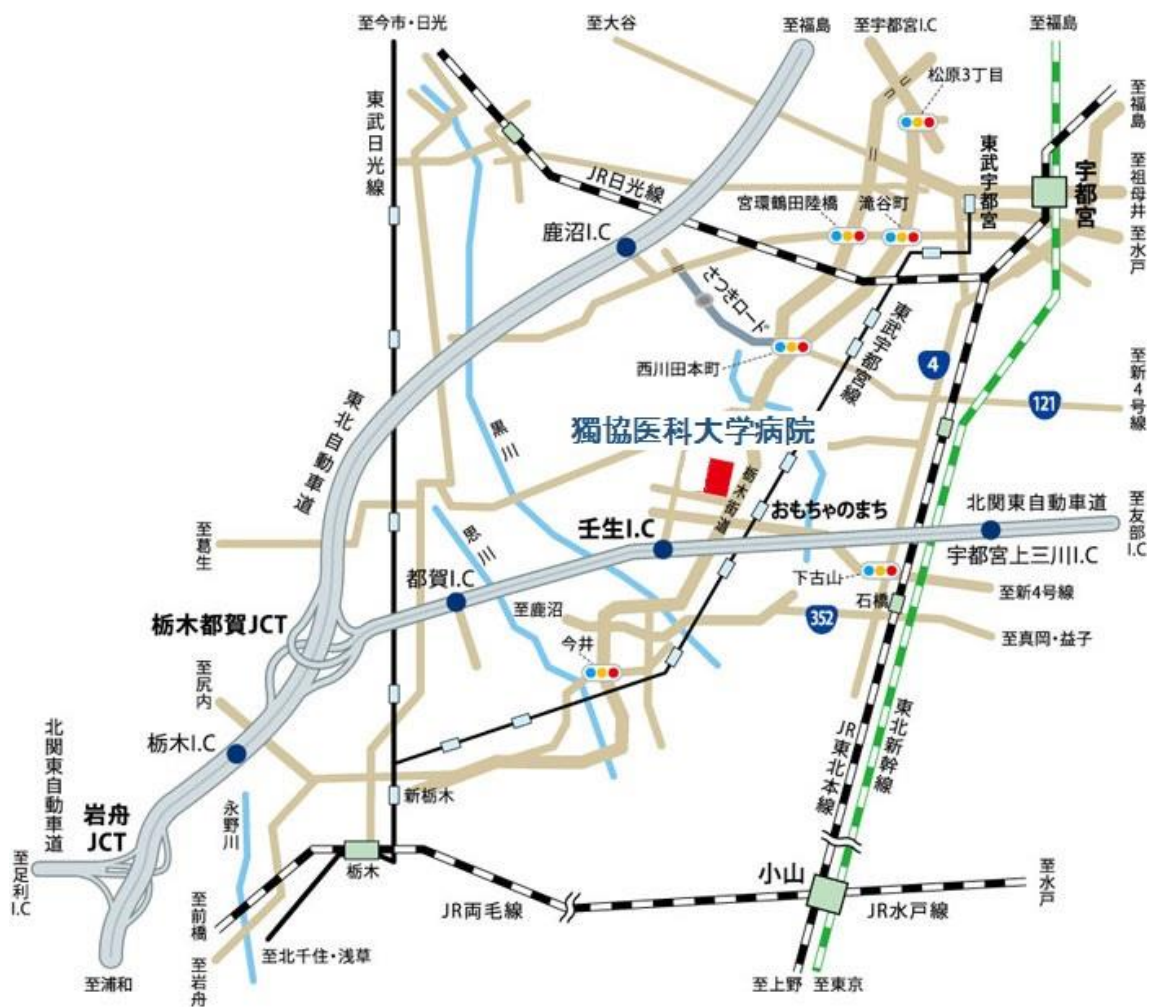 至今市・日光
至大谷
至福島
至宇都宮I.C
至福島
松原3丁目
至福島
東武日光線
東武宇都宮
宇都宮
至祖母井
JR日光線
宮環鶴田陸橋
滝谷町
至水戸
鹿沼I.C
さつきロード
東武宇都宮線
西川田本町
4
至新4号線
121
東北自動車道
黒川
獨協医科大学病院
栃木街道
おもちゃのまち
北関東自動車道
至友部I.C
至葛生
思川
壬生I.C
宇都宮上三川I.C
都賀I.C
下古山
石橋
至新4号線
栃木都賀JCT
至鹿沼
352
至真岡・益子
今井
至尻内
栃木I.C
北関東自動車道
東北新幹線
JR東北本線
新栃木
永野川
岩舟
JCT
至足利I.C
栃木
小山
至水戸
JR両毛線
JR水戸線
至前橋
至北千住・浅草
至岩舟
至浦和
至上野
至東京